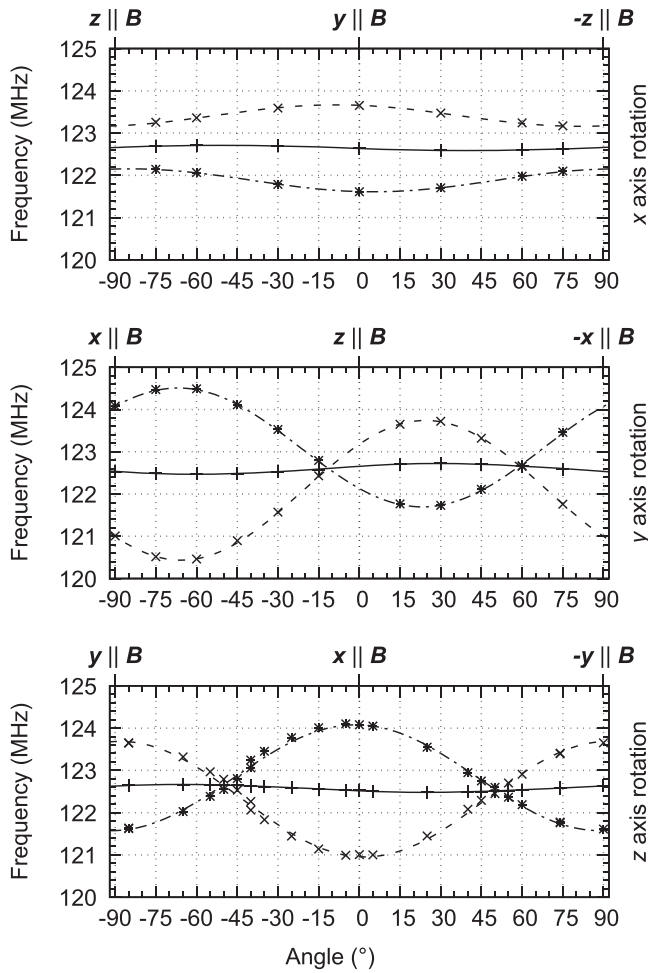 z || B y || B -z || B
125
124
123
122
121
120
Frequency (MHz)
x axis rotation
-90 -75 -60 -45 -30 -15 0 15 30 45 60 75 90
x || B z || B -x || B
125
124
123
122
121
120
Frequency (MHz)
y axis rotation
-90 -75 -60 -45 -30 -15 0 15 30 45 60 75 90
y || B x || B -y || B
125
124
123
122
121
120
Frequency (MHz)
z axis rotation
-90 -75 -60 -45 -30 -15 0 15 30 45 60 75 90
Angle (°)